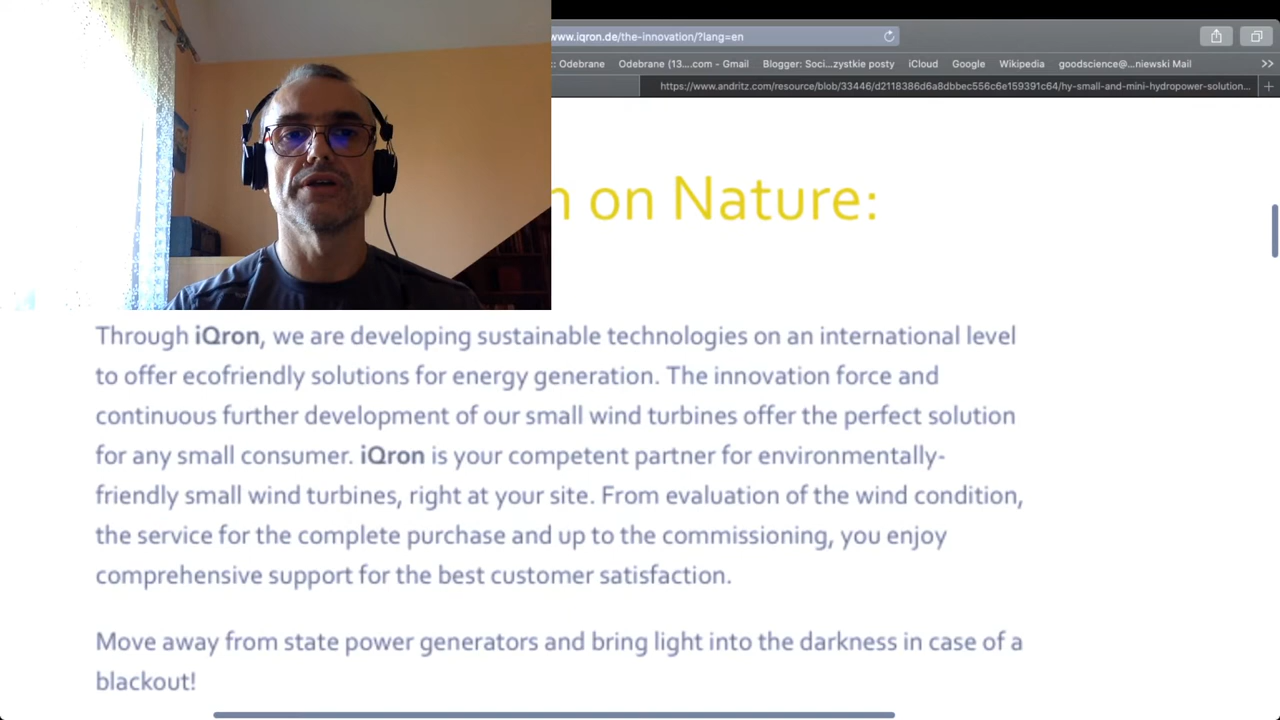 www.iqron.de/the-innovation/?lang=en
: Odebrane Odebrane (13....com - Gmail Blogger: Soci...zystkie posty iCloud Google Wikipedia goodscience@...niewski Mail >>
https://www.andritz.com/resource/blob/33446/d2118386d6a8dbbec556c6e159391c64/hy-small-and-mini-hydropower-solution... +
on Nature:
Through iQron, we are developing sustainable technologies on an international level
to offer ecofriendly solutions for energy generation. The innovation force and
continuous further development of our small wind turbines offer the perfect solution
for any small consumer. iQron is your competent partner for environmentally-
friendly small wind turbines, right at your site. From evaluation of the wind condition,
the service for the complete purchase and up to the commissioning, you enjoy
comprehensive support for the best customer satisfaction.
Move away from state power generators and bring light into the darkness in case of a
blackout!